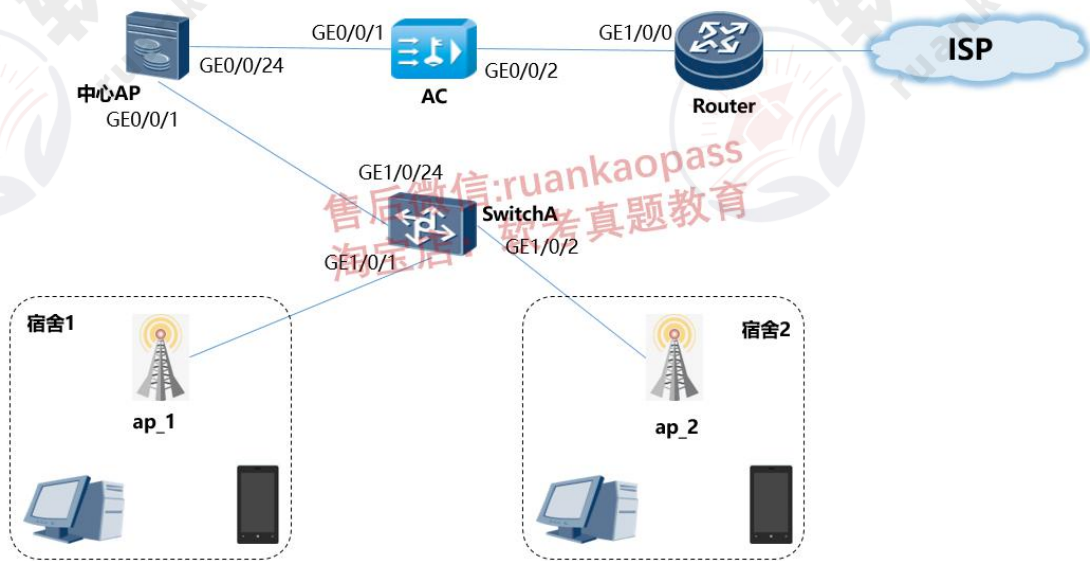 GE0/0/1
GE1/0/0
ISP
GE0/0/24
GE0/0/2
中心AP
AC
Router
GE0/0/1
GE1/0/24
售后微信:ruankaopass
SwitchA
淘宝店：软考真题教育
GE1/0/1
GE1/0/2
宿舍1
宿舍2
ap_1
ap_2